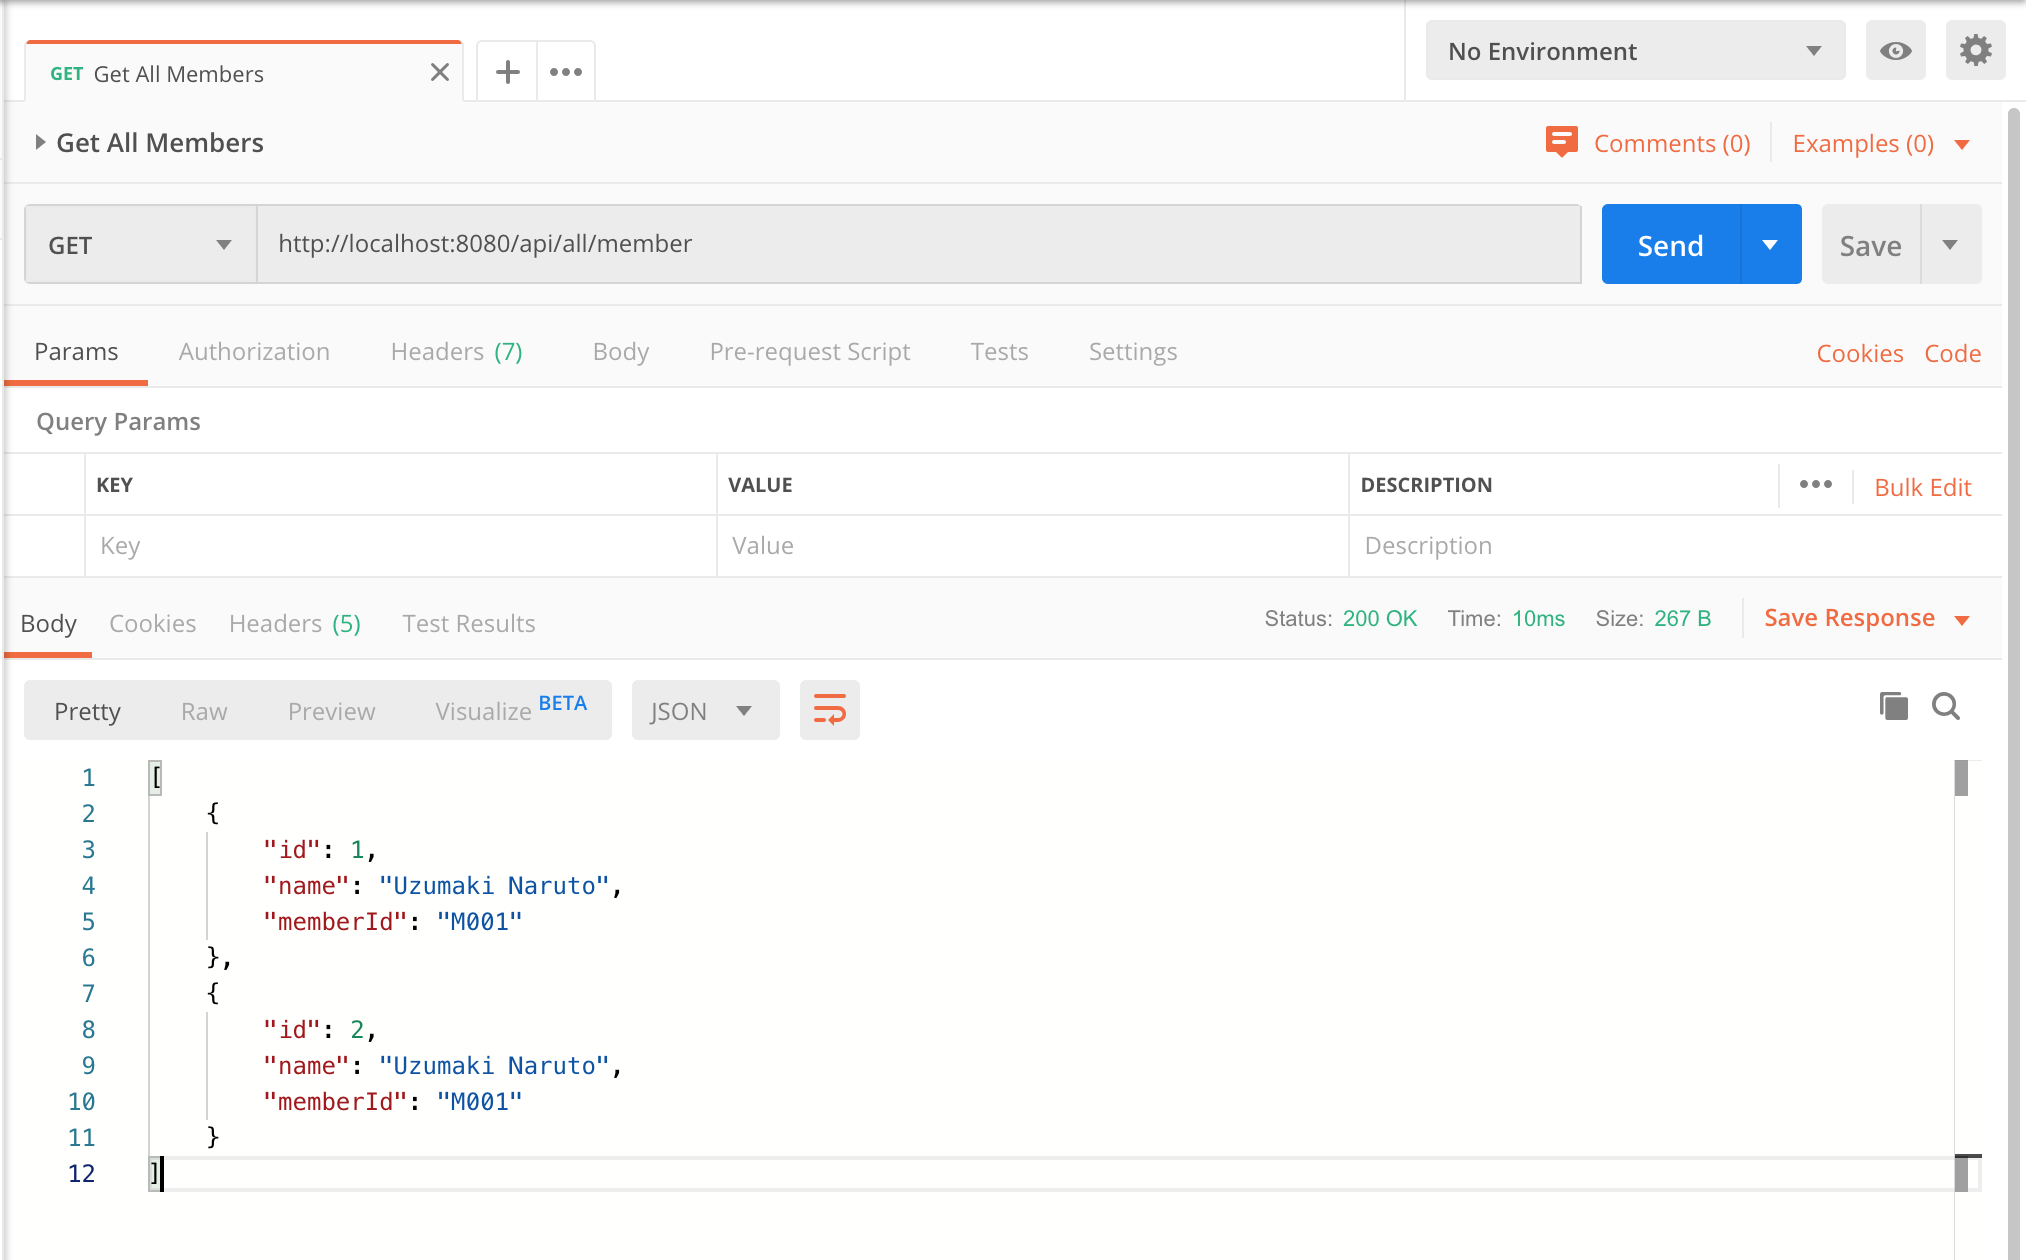 GET Get All Members
No Environment
Get All Members
Comments (0) Examples (0)
GET http://localhost:8080/api/all/member Send Save
Params Authorization Headers (7) Body Pre-request Script Tests Settings Cookies Code
Query Params
KEY VALUE DESCRIPTION Bulk Edit
Key Value Description
Body Cookies Headers (5) Test Results Status: 200 OK Time: 10ms Size: 267 B Save Response
Pretty Raw Preview Visualize BETA JSON
1 [
2 {
3 "id": 1,
4 "name": "Uzumaki Naruto",
5 "memberId": "M001"
6 },
7 {
8 "id": 2,
9 "name": "Uzumaki Naruto",
10 "memberId": "M001"
11 }
12 ]